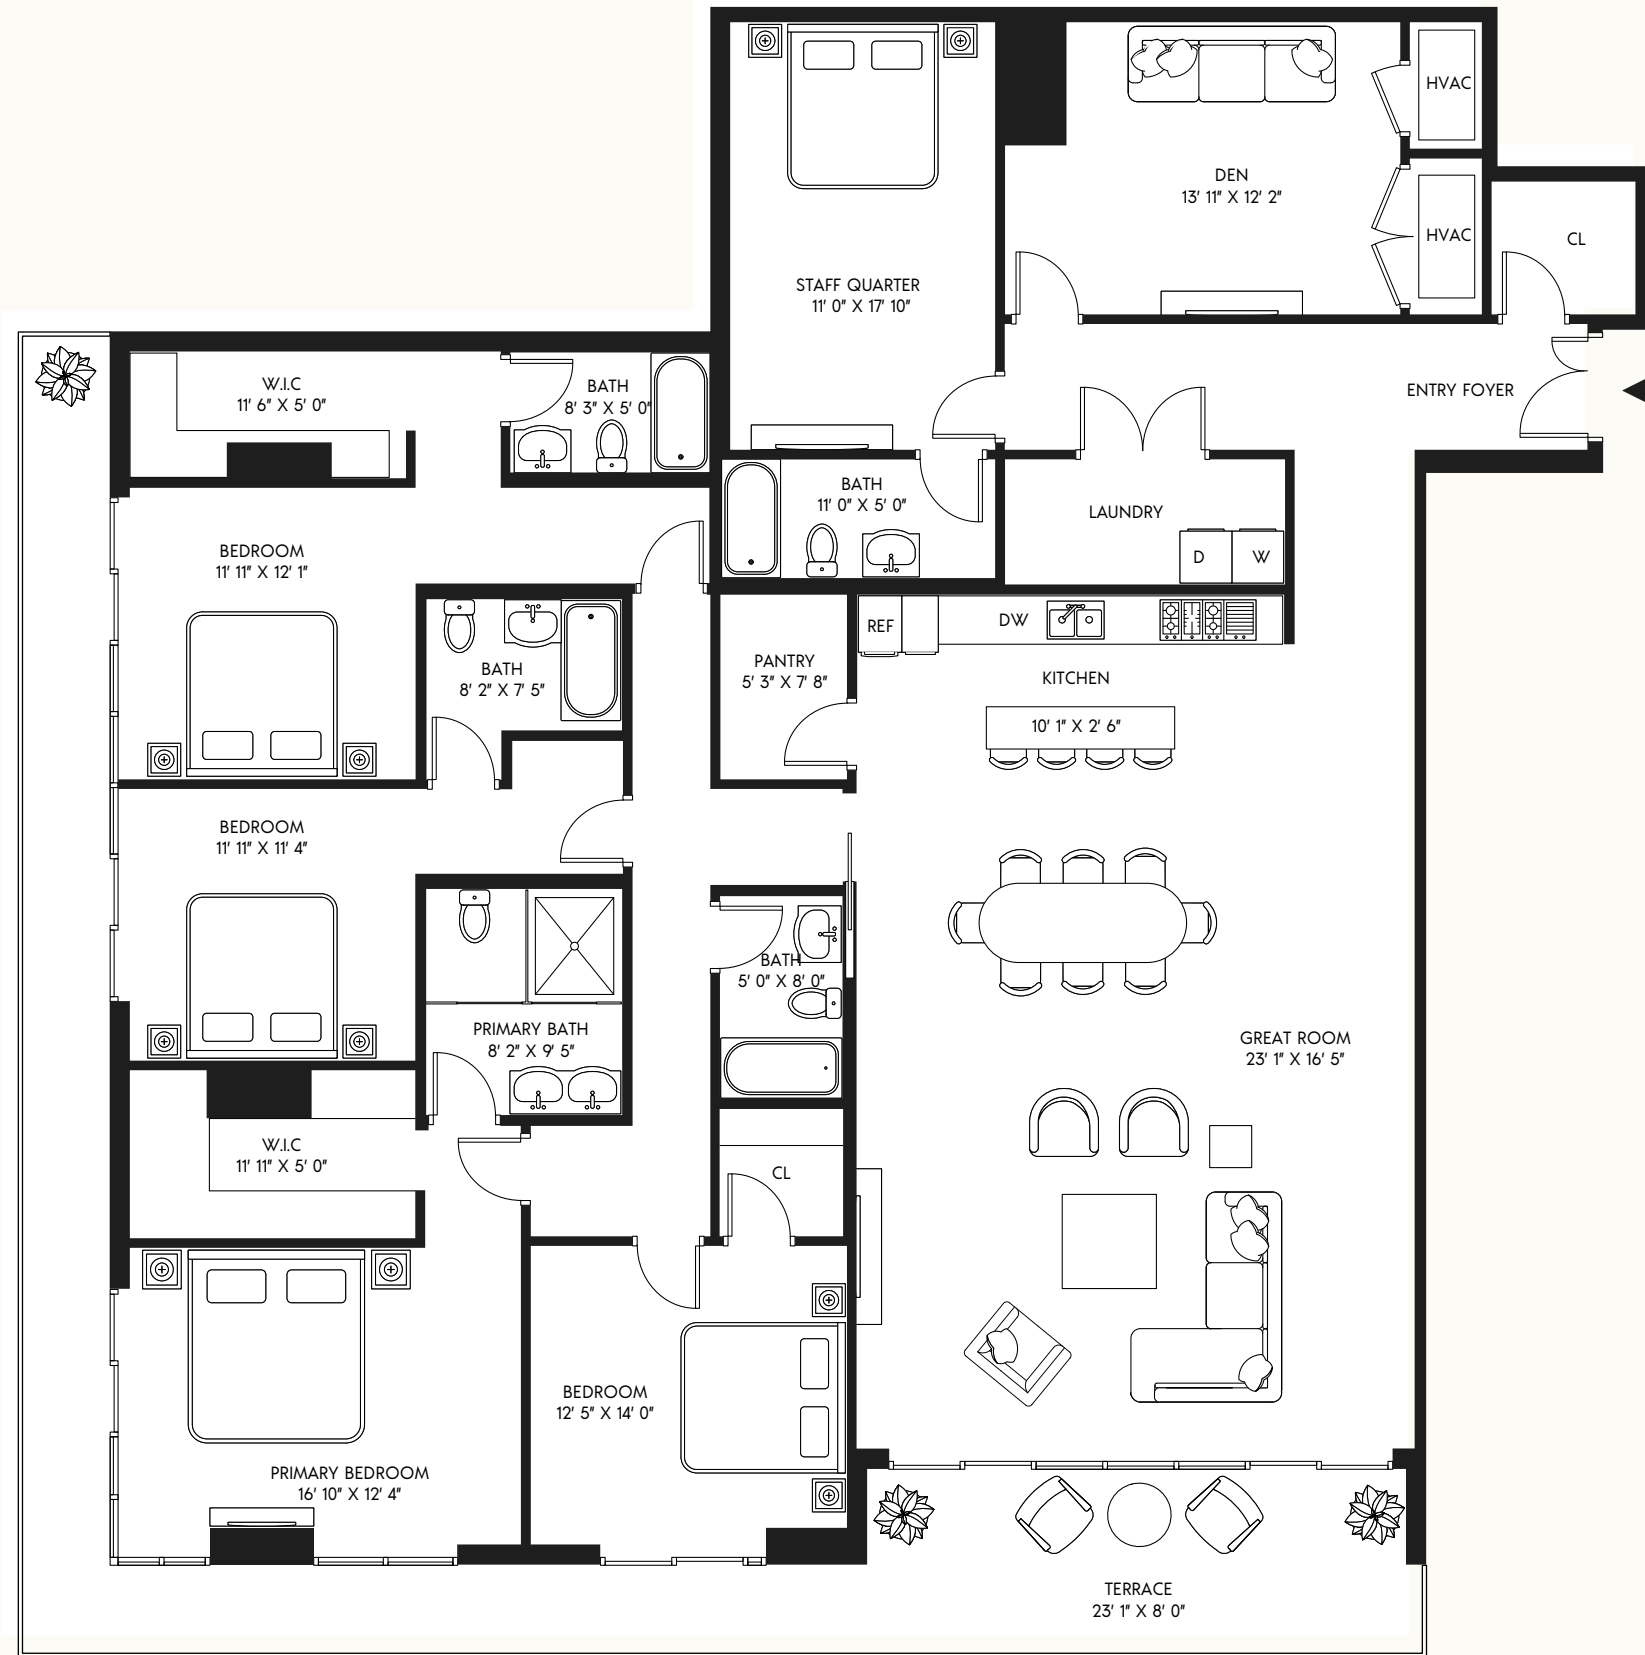 HVAC
DEN
13' 11" X 12' 2"
HVAC
CL
STAFF QUARTER
11' 0" X 17' 10"
W.I.C
11' 6" X 5' 0"
BATH
8' 3" X 5' 0"
ENTRY FOYER
BATH
11' 0" X 5' 0"
LAUNDRY
D
W
BEDROOM
11' 11" X 12' 1"
REF
DW
PANTRY
5' 3" X 7' 8"
BATH
8' 2" X 7' 5"
KITCHEN
10' 1" X 2' 6"
BEDROOM
11' 11" X 11' 4"
BATH
5' 0" X 8' 0"
PRIMARY BATH
8' 2" X 9' 5"
GREAT ROOM
23' 1" X 16' 5"
W.I.C
11' 11" X 5' 0"
CL
BEDROOM
12' 5" X 14' 0"
PRIMARY BEDROOM
16' 10" X 12' 4"
TERRACE
23' 1" X 8' 0"